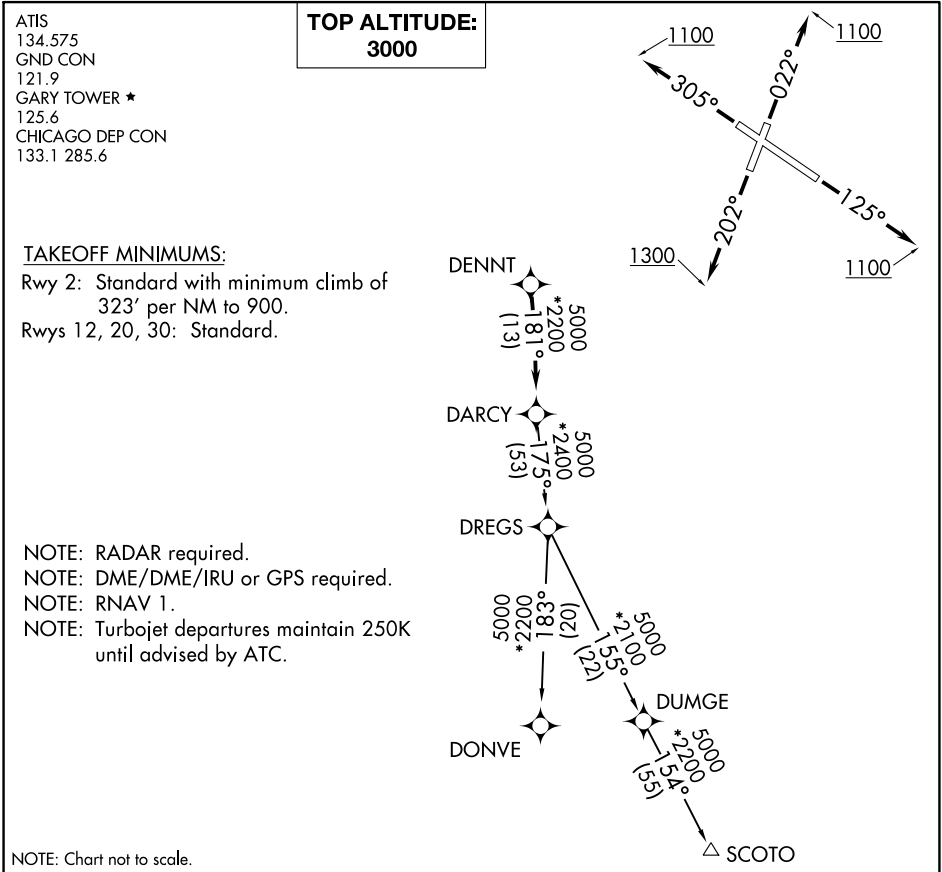 ATIS
134.575
GND CON
121.9
GARY TOWER ★
125.6
CHICAGO DEP CON
133.1 285.6
TOP ALTITUDE:
3000
1100
1100
305°
022°
202°
125°
1300
1100
TAKEOFF MINIMUMS:
Rwy 2: Standard with minimum climb of
323' per NM to 900.
Rwys 12, 20, 30: Standard.
DENNT
5000
*2200
181°
(13)
DARCY
5000
*2400
175°
(53)
DREGS
NOTE: RADAR required.
NOTE: DME/DME/IRU or GPS required.
NOTE: RNAV 1.
NOTE: Turbojet departures maintain 250K
until advised by ATC.
5000
*2200
183°
(20)
5000
*2100
155°
(22)
DUMGE
DONVE
5000
*2200
154°
(55)
SCOTO
NOTE: Chart not to scale.